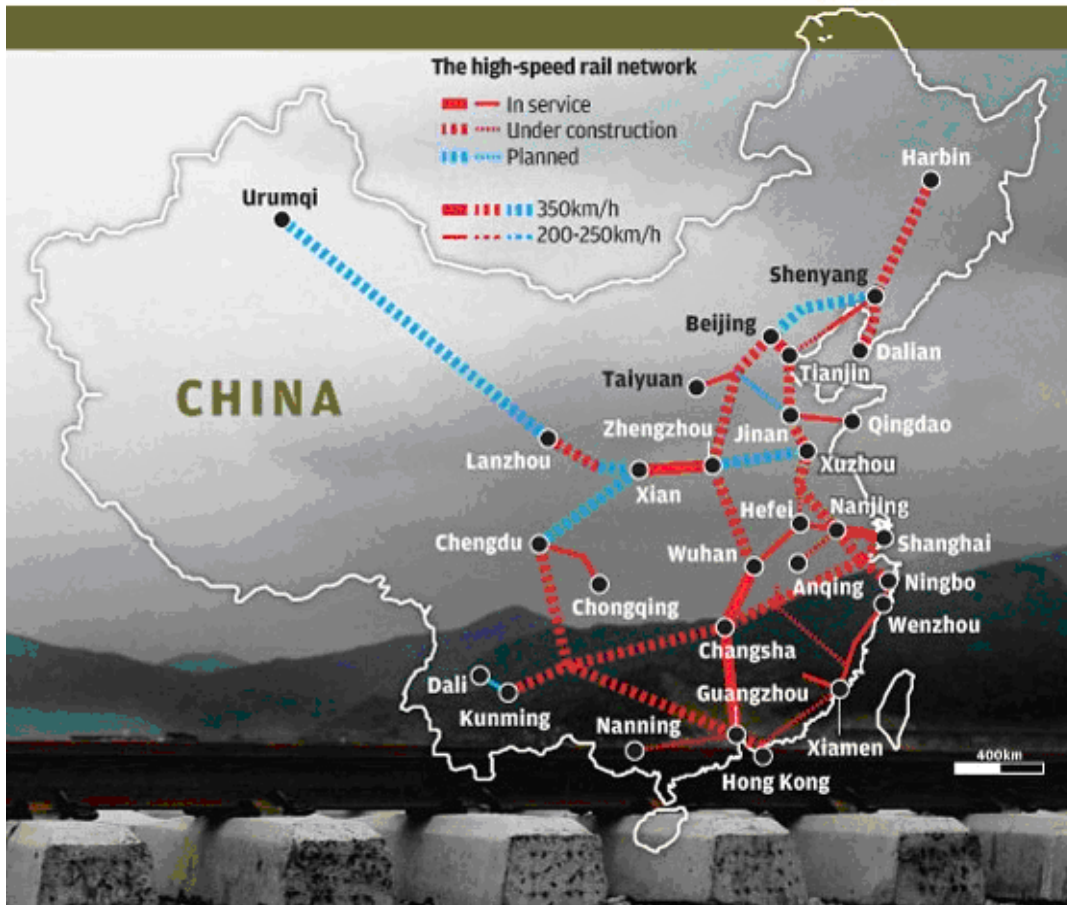 The high-speed rail network
In service
Under construction
Planned
350km/h
200-250km/h
Harbin
Urumqi
Shenyang
Beijing
Dalian
Tianjin
Taiyuan
CHINA
Zhengzhou
Jinan
Qingdao
Lanzhou
Xian
Xuzhou
Hefei
Nanjing
Chengdu
Wuhan
Shanghai
Anqing
Ningbo
Chongqing
Wenzhou
Changsha
Dali
Guangzhou
Kunming
Nanning
Xiamen
400km
Hong Kong